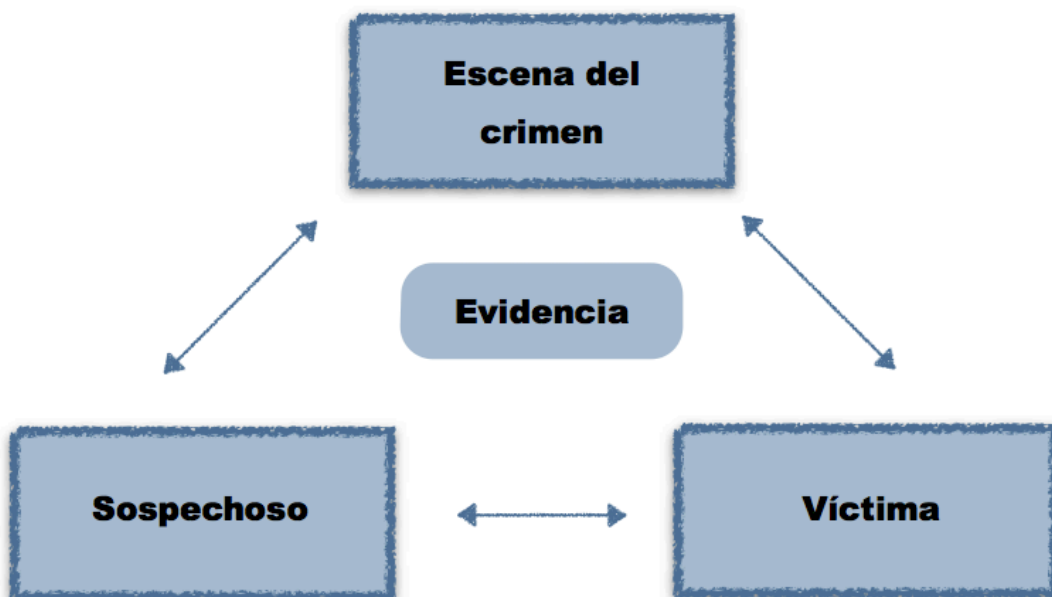 Escena del
crimen
Evidencia
Sospechoso
Víctima